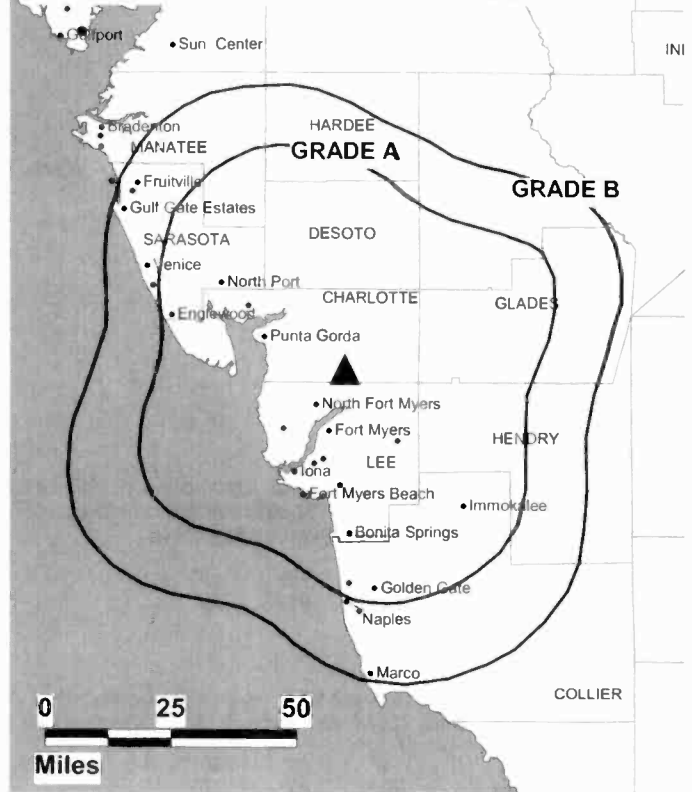 Gulfport
Sun Center
INI
Bradenton
HARDEE
MANATEE
GRADE A
Fruitville
GRADE B
Gulf Gate Estates
SARASOTA
DESOTO
Venice
North Port
CHARLOTTE
GLADES
Englewood
Punta Gorda
North Fort Myers
Fort Myers
HENDRY
LEE
Iona
Fort Myers Beach
Immokalee
Bonita Springs
Golden Gate
Naples
Marco
COLLIER
0 25 50
Miles